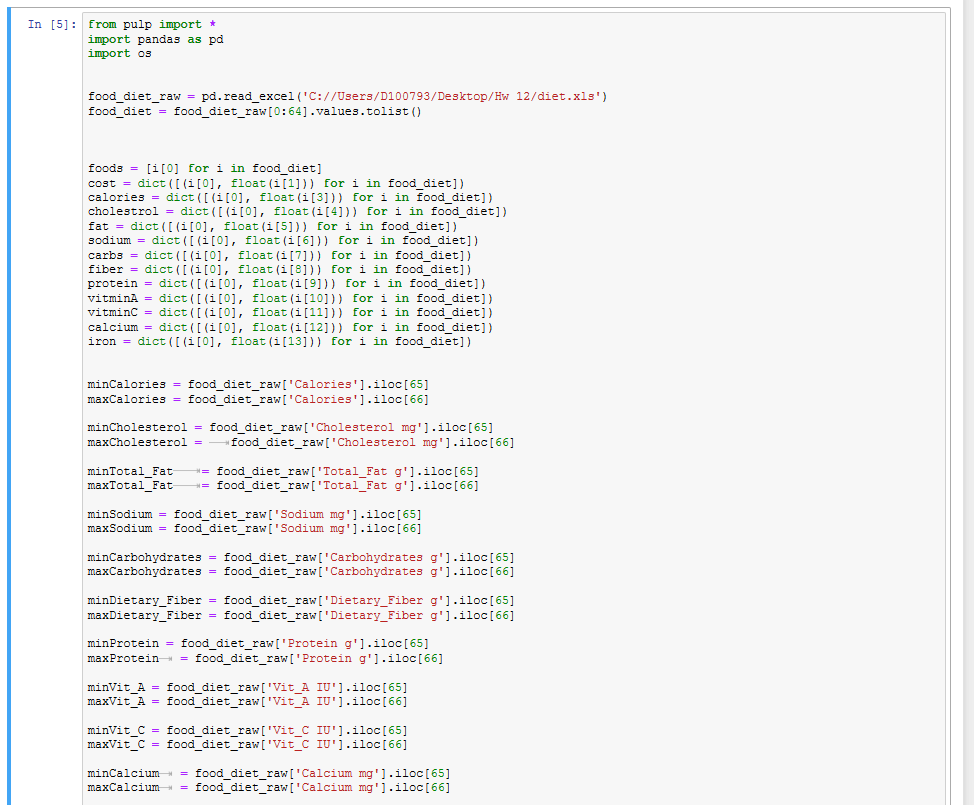 In [5]: from pulp import *
import pandas as pd
import os
food_diet_raw = pd.read_excel('C://Users/D100793/Desktop/Hw 12/diet.xls')
food_diet = food_diet_raw[0:64].values.tolist()
foods = [i[0] for i in food_diet]
cost = dict([(i[0], float(i[1])) for i in food_diet])
calories = dict([(i[0], float(i[3])) for i in food_diet])
cholestrol = dict([(i[0], float(i[4])) for i in food_diet])
fat = dict([(i[0], float(i[5])) for i in food_diet])
sodium = dict([(i[0], float(i[6])) for i in food_diet])
carbs = dict([(i[0], float(i[7])) for i in food_diet])
fiber = dict([(i[0], float(i[8])) for i in food_diet])
protein = dict([(i[0], float(i[9])) for i in food_diet])
vitminA = dict([(i[0], float(i[10])) for i in food_diet])
vitminC = dict([(i[0], float(i[11])) for i in food_diet])
calcium = dict([(i[0], float(i[12])) for i in food_diet])
iron = dict([(i[0], float(i[13])) for i in food_diet])
minCalories = food_diet_raw['Calories'].iloc[65]
maxCalories = food_diet_raw['Calories'].iloc[66]
minCholesterol = food_diet_raw['Cholesterol mg'].iloc[65]
maxCholesterol = food_diet_raw['Cholesterol mg'].iloc[66]
minTotal_Fat = food_diet_raw['Total_Fat g'].iloc[65]
maxTotal_Fat = food_diet_raw['Total_Fat g'].iloc[66]
minSodium = food_diet_raw['Sodium mg'].iloc[65]
maxSodium = food_diet_raw['Sodium mg'].iloc[66]
minCarbohydrates = food_diet_raw['Carbohydrates g'].iloc[65]
maxCarbohydrates = food_diet_raw['Carbohydrates g'].iloc[66]
minDietary_Fiber = food_diet_raw['Dietary_Fiber g'].iloc[65]
maxDietary_Fiber = food_diet_raw['Dietary_Fiber g'].iloc[66]
minProtein = food_diet_raw['Protein g'].iloc[65]
maxProtein = food_diet_raw['Protein g'].iloc[66]
minVit_A = food_diet_raw['Vit_A IU'].iloc[65]
maxVit_A = food_diet_raw['Vit_A IU'].iloc[66]
minVit_C = food_diet_raw['Vit_C IU'].iloc[65]
maxVit_C = food_diet_raw['Vit_C IU'].iloc[66]
minCalcium = food_diet_raw['Calcium mg'].iloc[65]
maxCalcium = food_diet_raw['Calcium mg'].iloc[66]